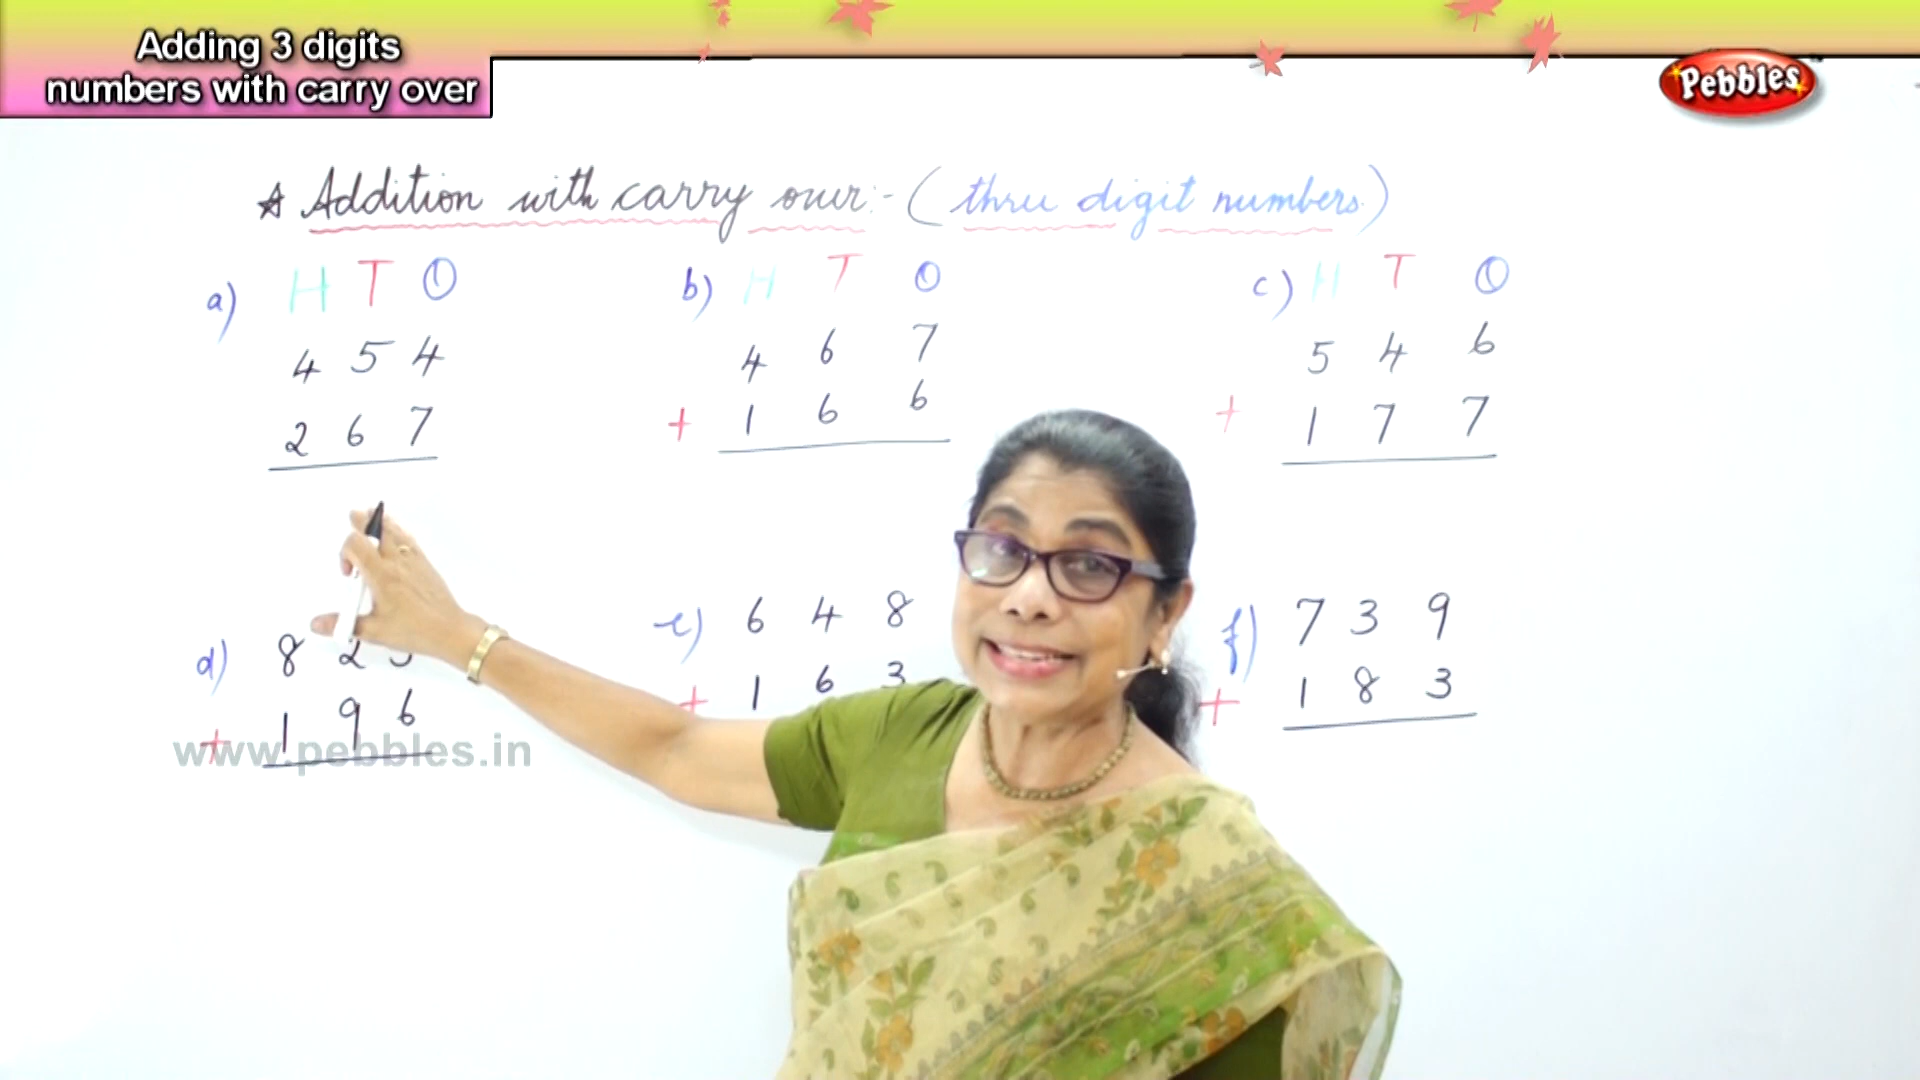 Adding 3 digits
numbers with carry over
Pebbles
* Addition with carry over:- (three digit numbers)
a) H T O
b) H T O
c) H T O
4 5 4
4 6 7
5 4 6
2 6 7
+ 1 6 6
+ 1 7 7
d) 8 2
e) 6 4 8
f) 7 3 9
+ 1 9 6
+ 1 6 3
+ 1 8 3
www.pebbles.in